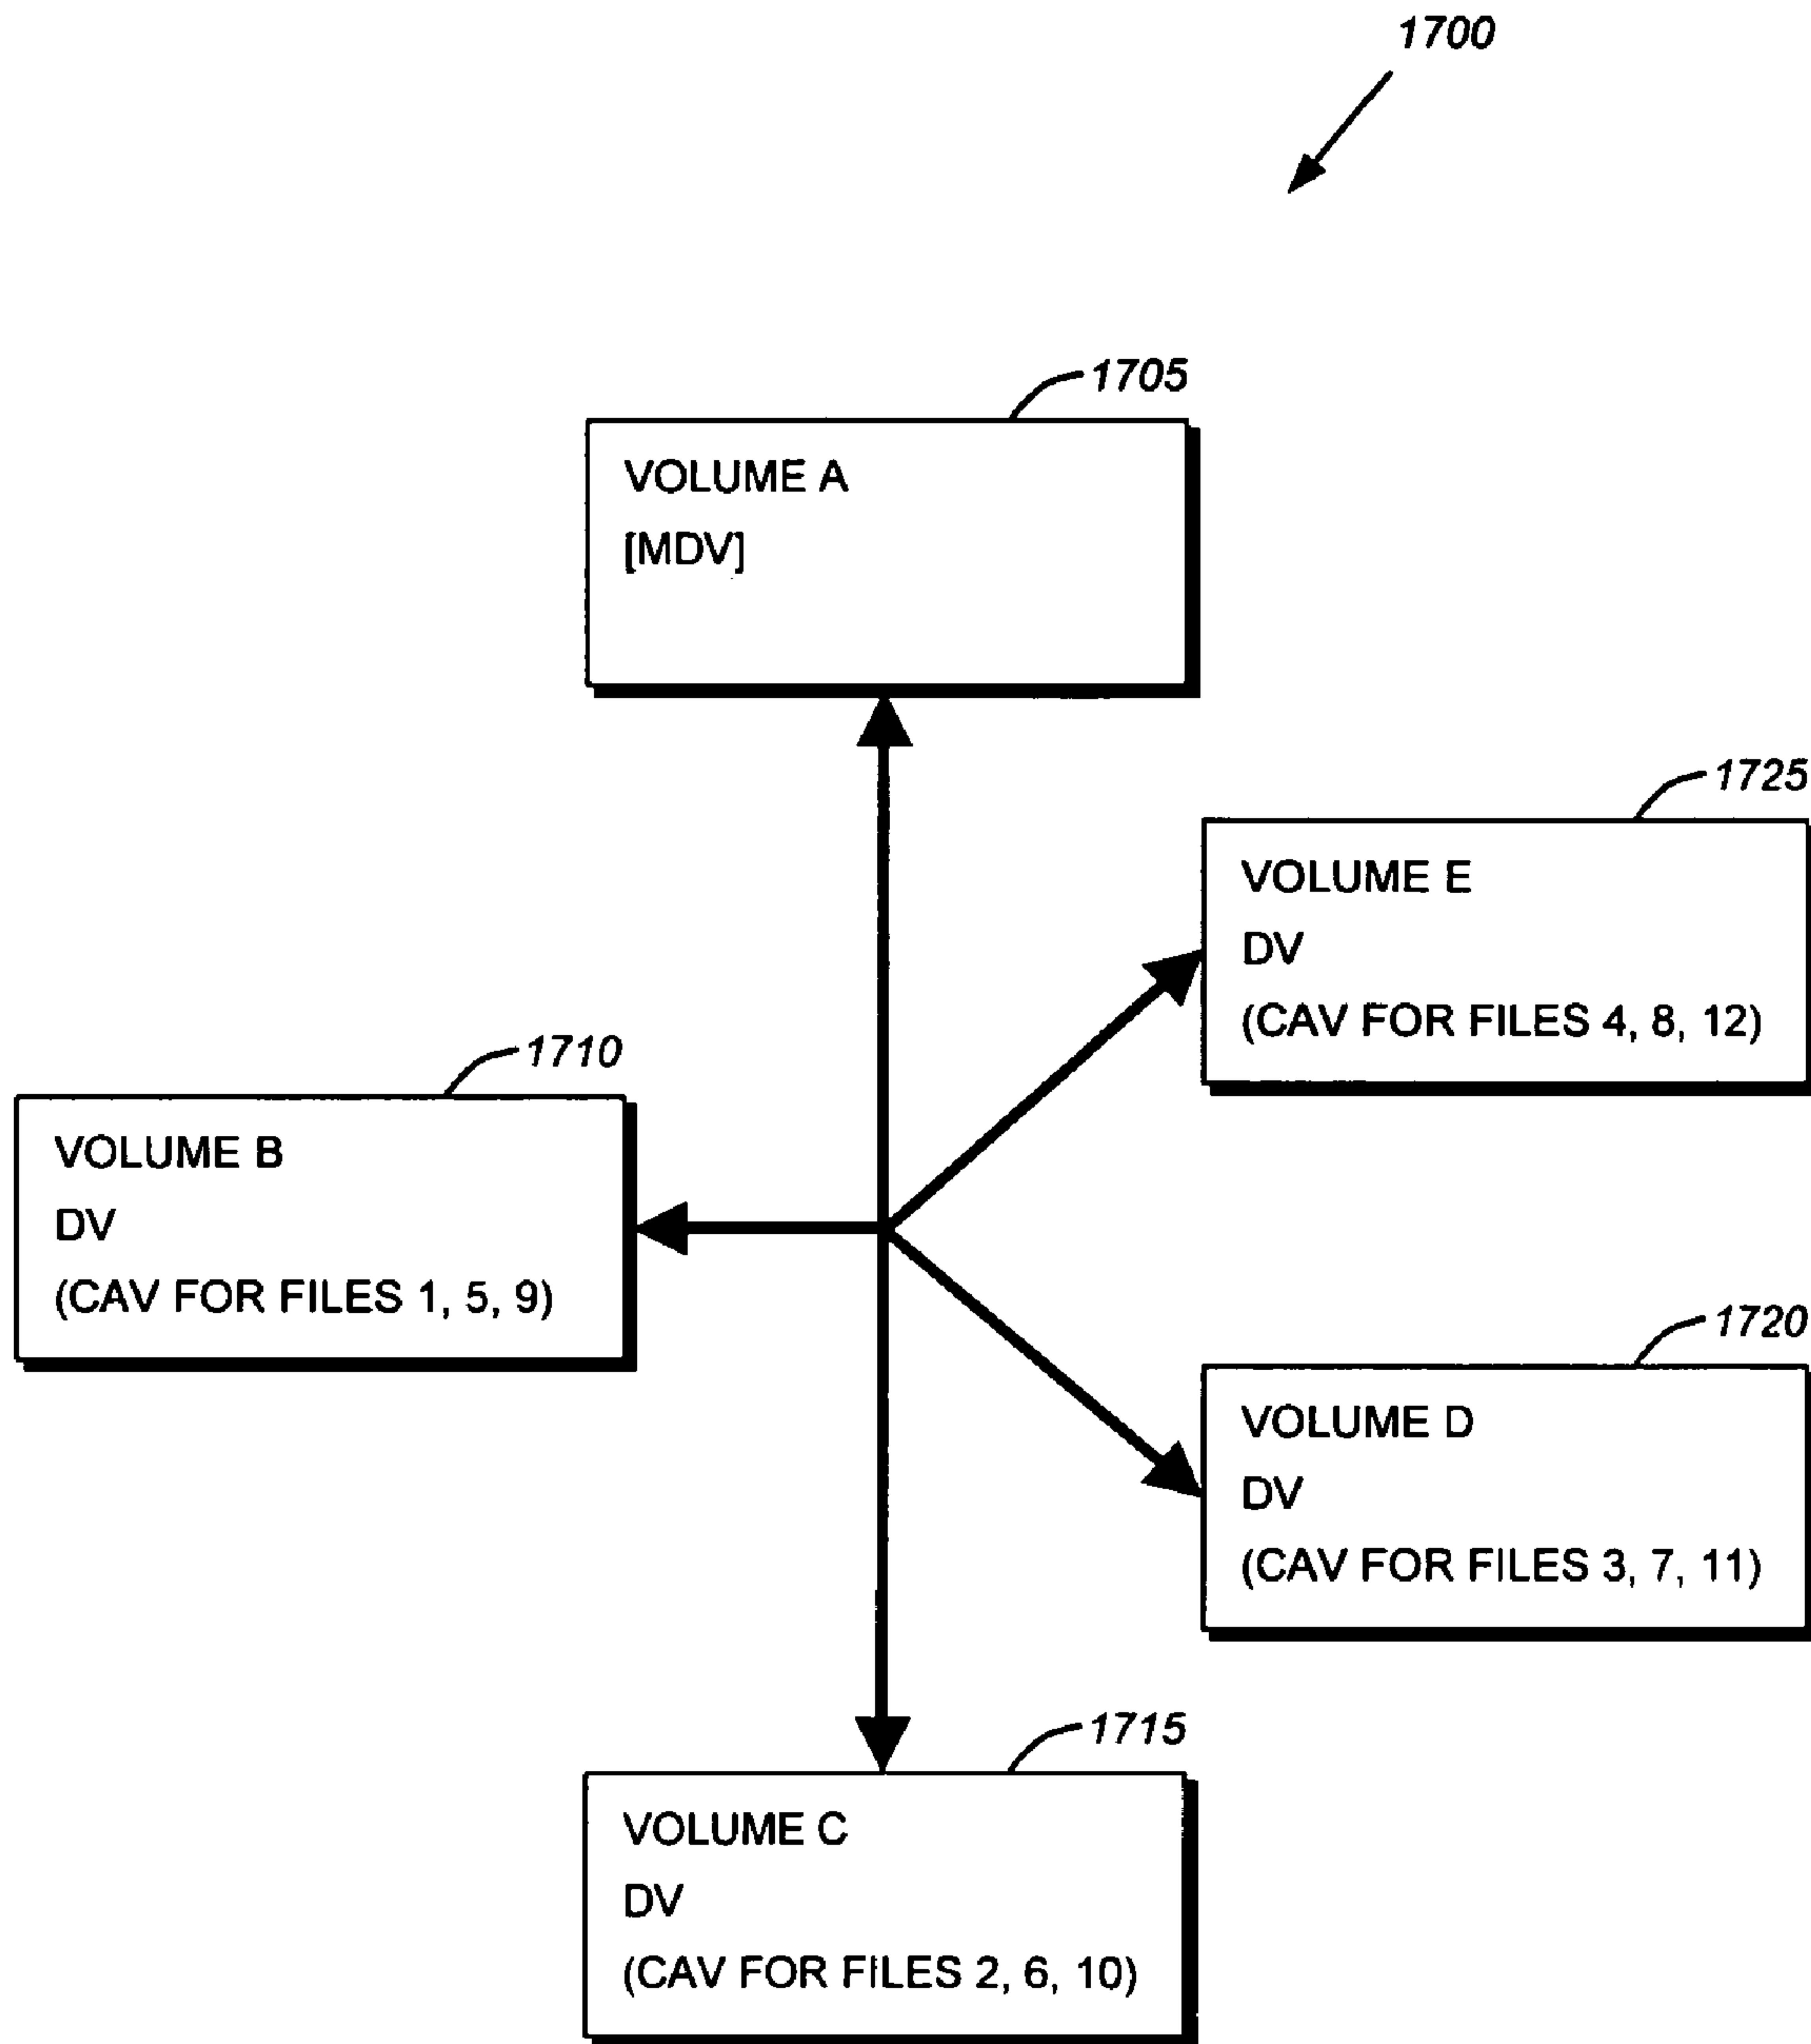 1700
1705
VOLUME A
[MDV]
1725
VOLUME E
DV
(CAV FOR FILES 4, 8, 12)
1710
VOLUME B
DV
(CAV FOR FILES 1, 5, 9)
1720
VOLUME D
DV
(CAV FOR FILES 3, 7, 11)
1715
VOLUME C
DV
(CAV FOR FILES 2, 6, 10)